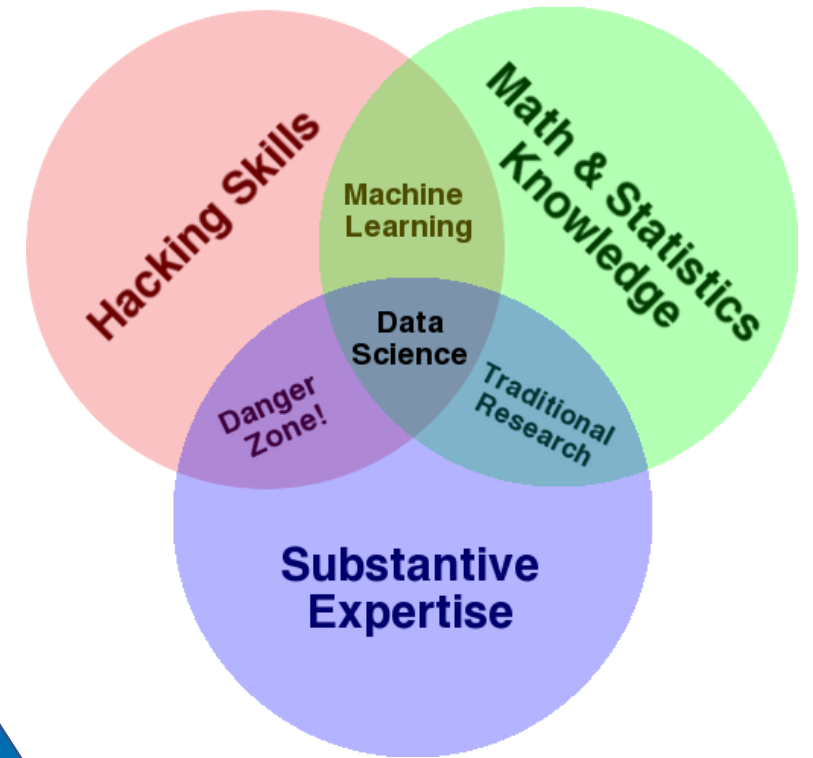 Hacking Skills
Math & Statistics
Knowledge
Machine
Learning
Data
Science
Danger
Zone!
Traditional
Research
Substantive
Expertise